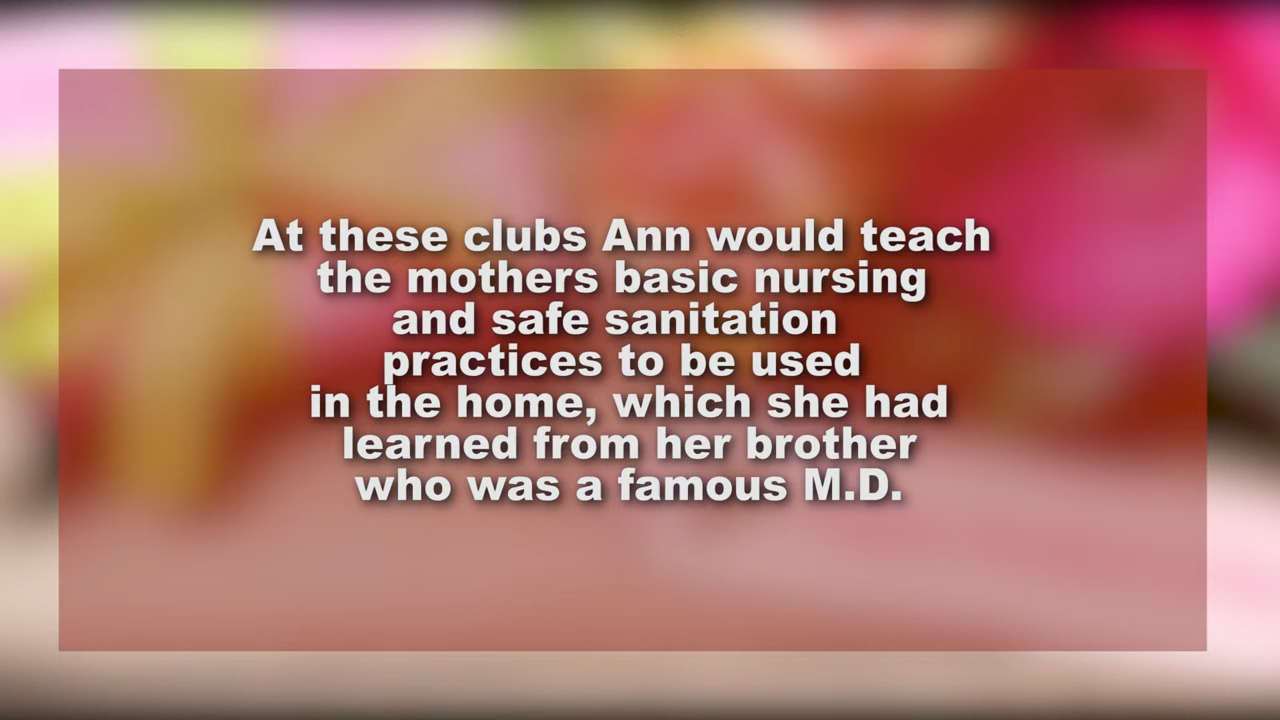 At these clubs Ann would teach
the mothers basic nursing
and safe sanitation
practices to be used
in the home, which she had
learned from her brother
who was a famous M.D.